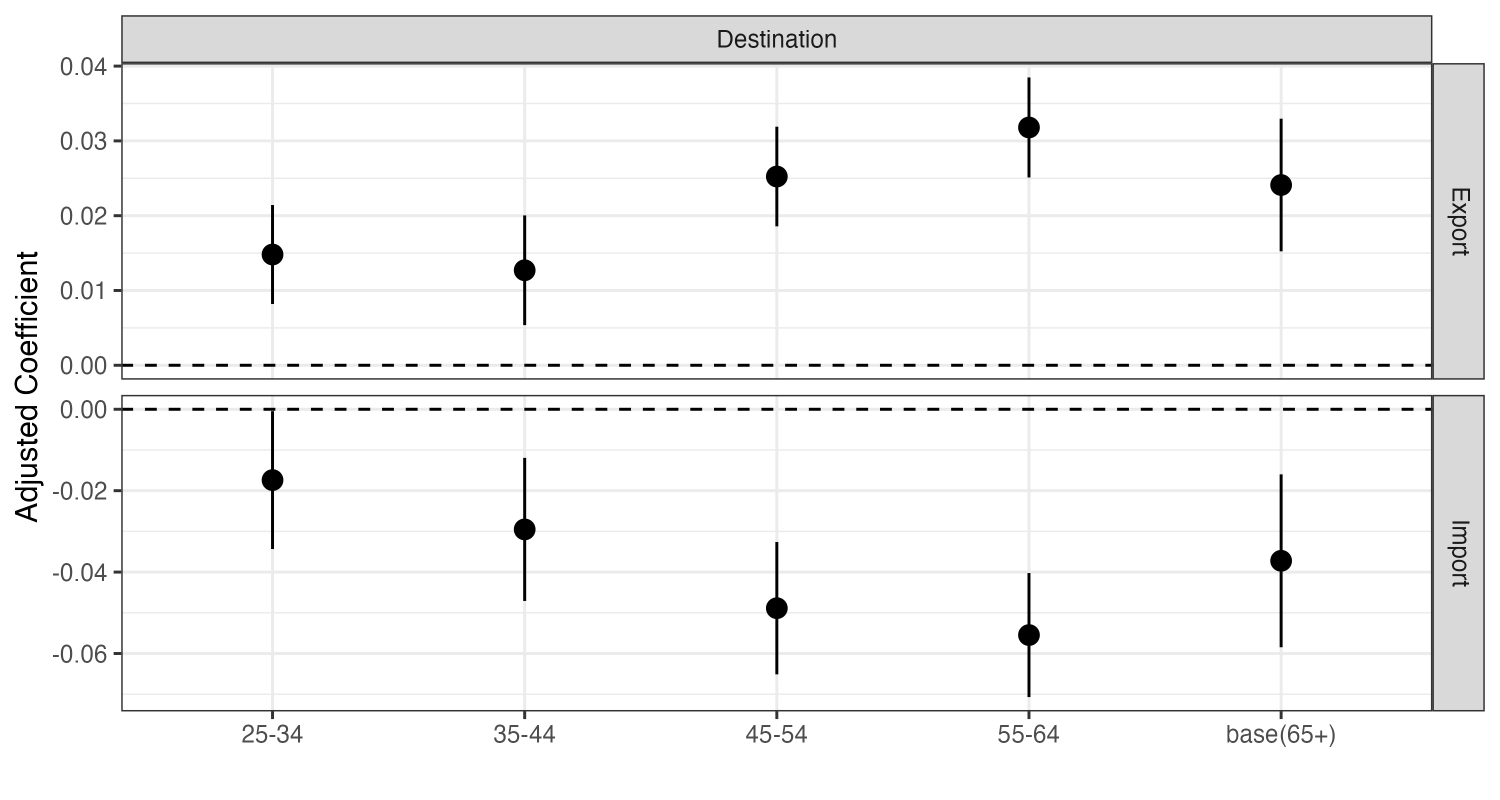 Destination
Adjusted Coefficient
0.04
0.03
0.02
0.01
0.00
Export
0.00
-0.02
-0.04
-0.06
Import
25-34 35-44 45-54 55-64 base(65+)